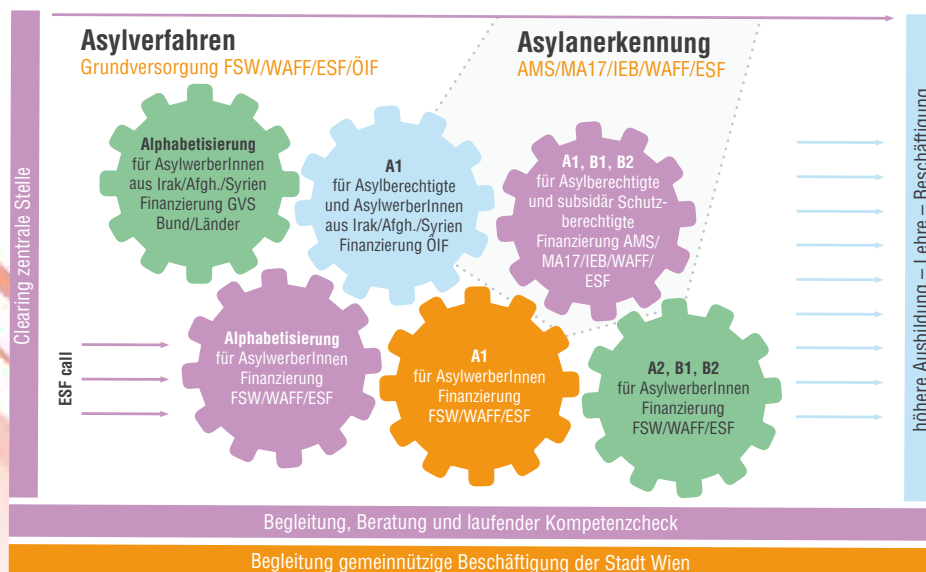 Asylverfahren
Grundversorgung FSW/WAFF/ESF/ÖIF
Asylanerkennung
AMS/MA17/IEB/WAFF/ESF
Clearing zentrale Stelle
ESF call
Alphabetisierung
für AsylwerberInnen
aus Irak/Afgh./Syrien
Finanzierung GVS
Bund/Länder
A1
für Asylberechtigte
und AsylwerberInnen
aus Irak/Afgh./Syrien
Finanzierung ÖIF
A1, B1, B2
für Asylberechtigte
und subsidiär Schutz-
berechtigte
Finanzierung AMS/
MA17/IEB/WAFF/
ESF
Alphabetisierung
für AsylwerberInnen
Finanzierung
FSW/WAFF/ESF
A1
für AsylwerberInnen
Finanzierung
FSW/WAFF/ESF
A2, B1, B2
für AsylwerberInnen
Finanzierung
FSW/WAFF/ESF
höhere Ausbildung – Lehre – Beschäftigung
Begleitung, Beratung und laufender Kompetenzcheck
Begleitung gemeinnützige Beschäftigung der Stadt Wien